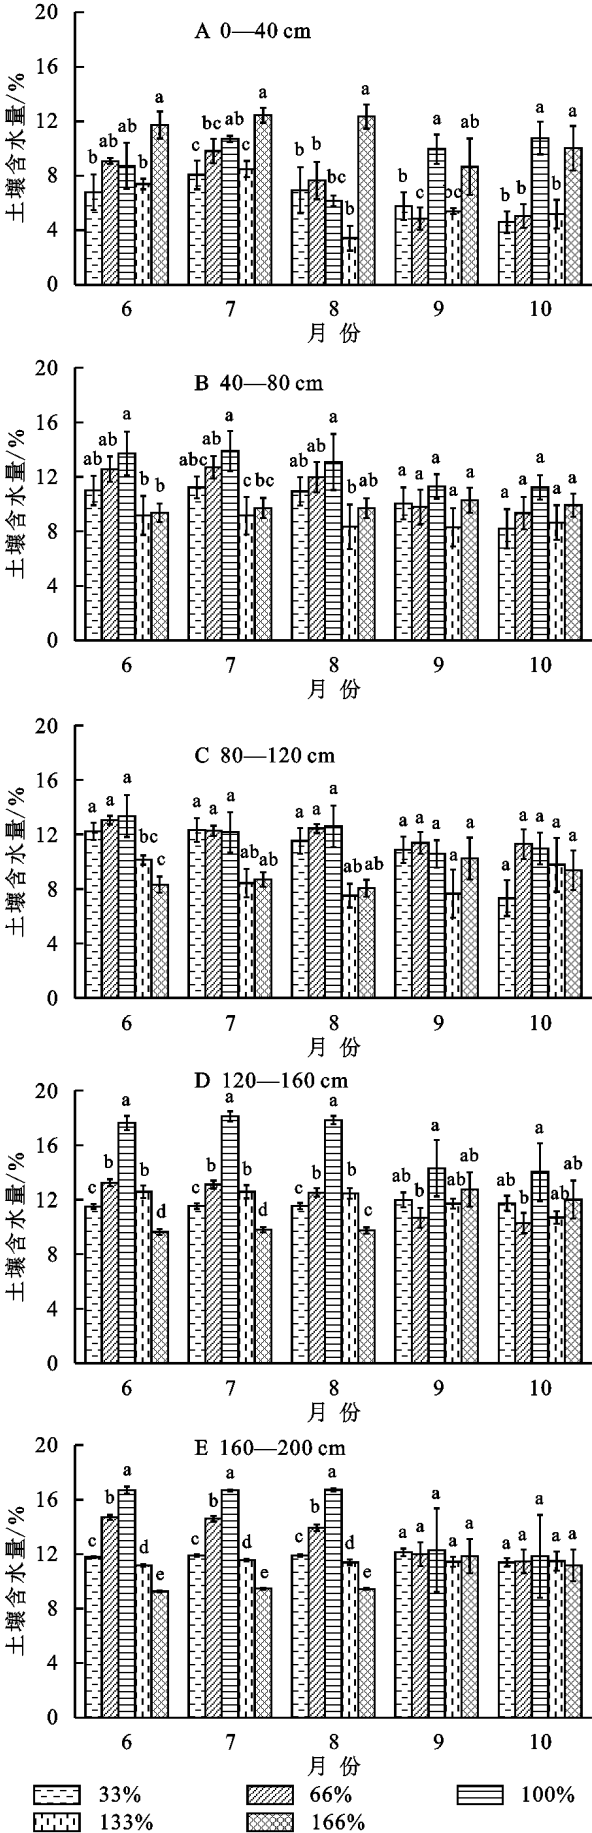 A 0—40 cm
土壤含水量/%
20
16
12
8
4
0
b ab ab b a
c bc ab c a
b b bc b a
b c a bc ab
b b a b a
6 7 8 9 10
月 份
B 40—80 cm
土壤含水量/%
20
16
12
8
4
0
ab ab a b b
abc ab a c bc
ab ab a b ab
a a a a a
a a a a a
6 7 8 9 10
月 份
C 80—120 cm
土壤含水量/%
20
16
12
8
4
0
a a a bc c
a a a ab ab
a a a ab ab
a a a a a
a a a a a
6 7 8 9 10
月 份
D 120—160 cm
土壤含水量/%
20
16
12
8
4
0
c b a b d
c b a b d
c b a b c
ab b a ab ab
ab b a ab ab
6 7 8 9 10
月 份
E 160—200 cm
土壤含水量/%
20
16
12
8
4
0
c b a d e
c b a d e
c b a d e
a a a a a
a a a a a
6 7 8 9 10
月 份
33% 66% 100%
133% 166%